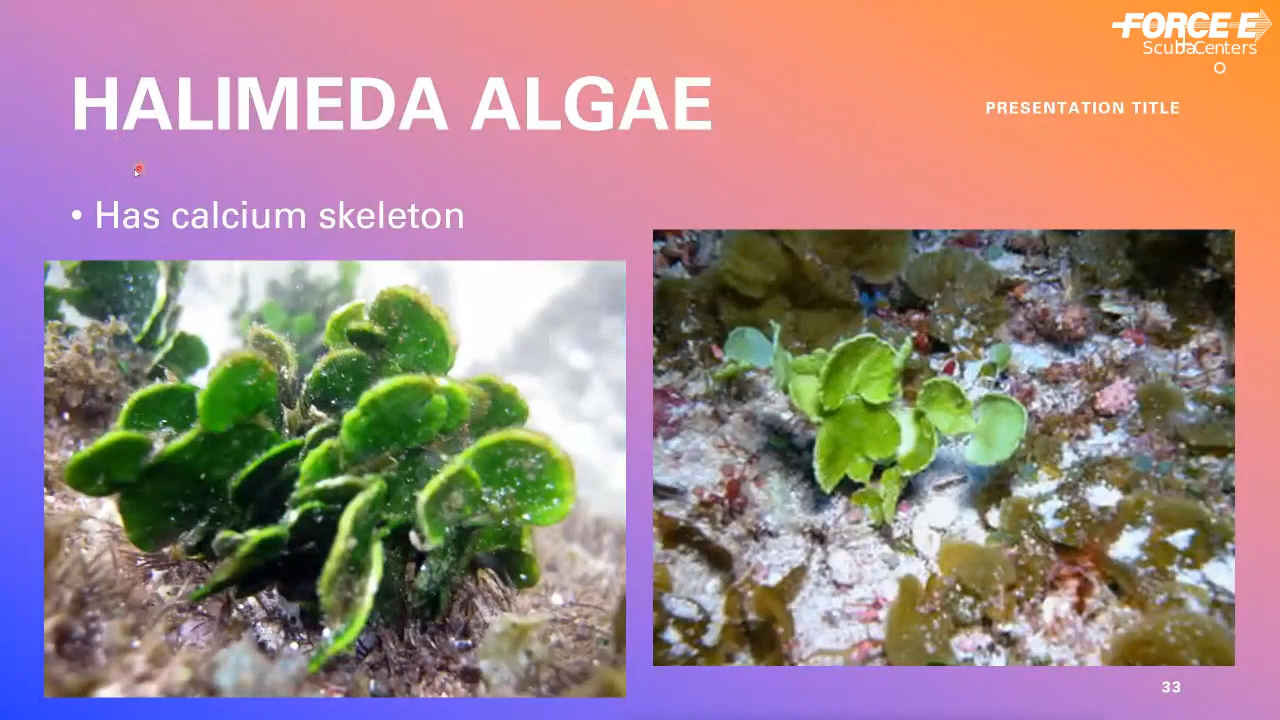 FORCE-E
Scuba Centers
HALIMEDA ALGAE
PRESENTATION TITLE
• Has calcium skeleton
33